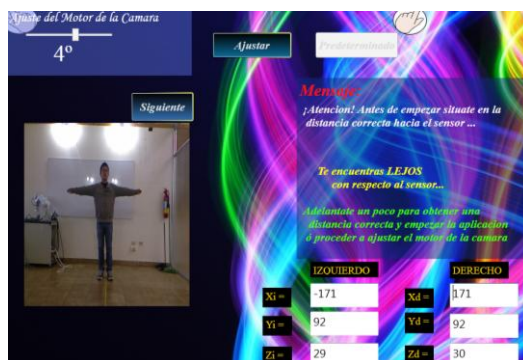 Ajuste del Motor de la Camara
4º
Ajustar
Predeterminado
Siguiente
Mensaje:
¡Atencion! Antes de empezar situate en la
distancia correcta hacia el sensor ...
Te encuentras LEJOS
con respecto al sensor...
Adelantate un poco para obtener una
distancia correcta y empezar la aplicacion
ó proceder a ajustar el motor de la camara
IZQUIERDO
DERECHO
Xi =
-171
Xd =
171
Yi =
92
Yd =
92
Zi =
29
Zd =
30